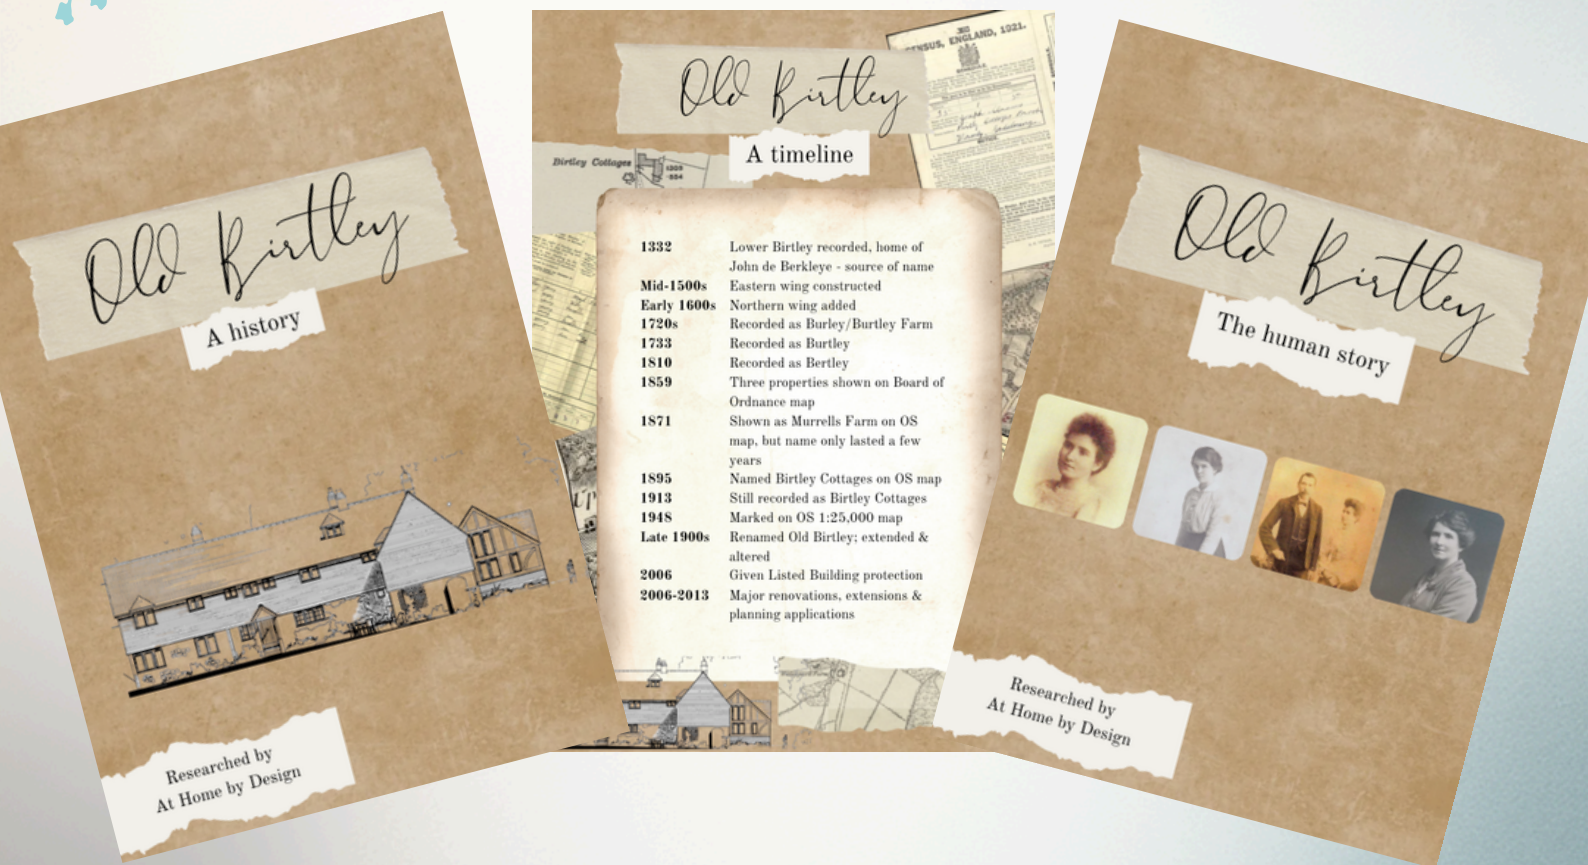 Old Birtley
A history
Researched by
At Home by Design
Old Birtley
A timeline
CENSUS, ENGLAND, 1921.
Birtley Cottages
1332 Lower Birtley recorded, home of
John de Berkleye - source of name
Mid-1500s Eastern wing constructed
Early 1600s Northern wing added
1720s Recorded as Burley/Burtley Farm
1733 Recorded as Burtley
1810 Recorded as Bertley
1859 Three properties shown on Board of
Ordnance map
1871 Shown as Murrells Farm on OS
map, but name only lasted a few
years
1895 Named Birtley Cottages on OS map
1913 Still recorded as Birtley Cottages
1948 Marked on OS 1:25,000 map
Late 1900s Renamed Old Birtley; extended &
altered
2006 Given Listed Building protection
2006-2013 Major renovations, extensions &
planning applications
Old Birtley
The human story
Researched by
At Home by Design